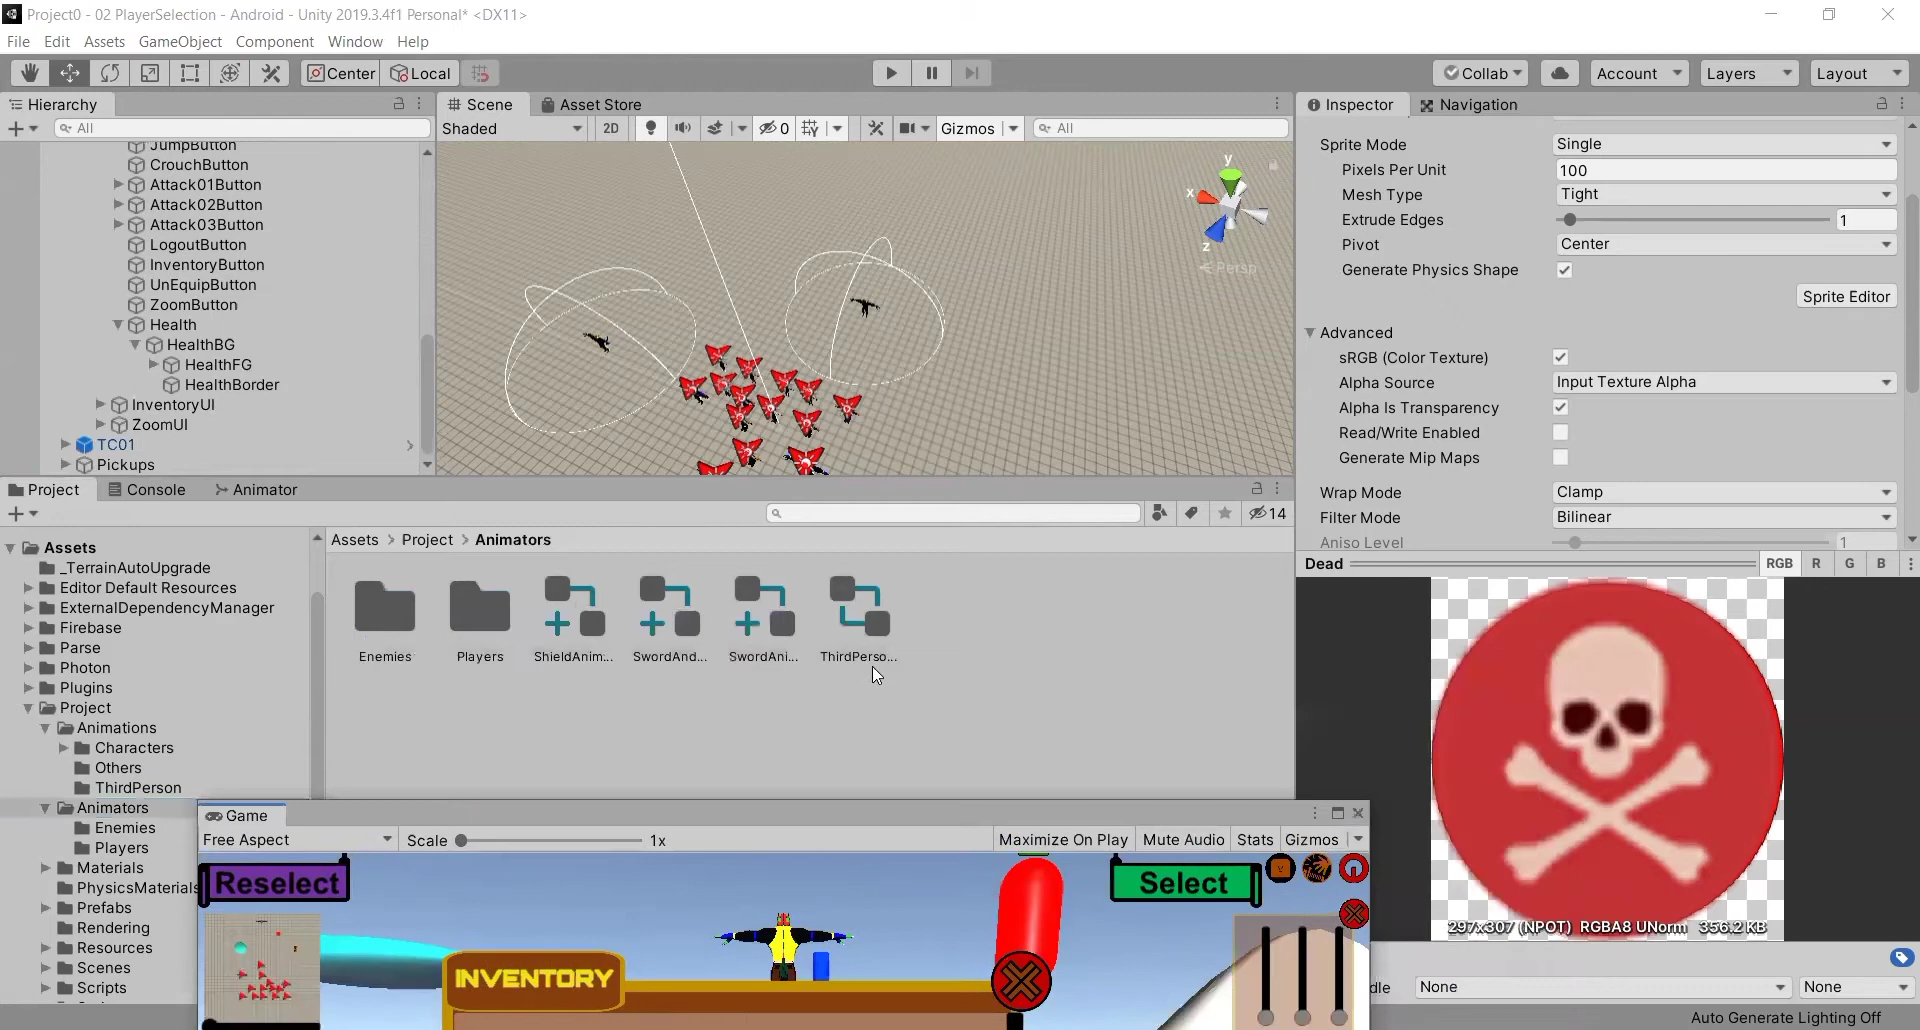 Project0 - 02 PlayerSelection - Android - Unity 2019.3.4f1 Personal* <DX11>
File Edit Assets GameObject Component Window Help
Center Local Collab Account Layers Layout
Hierarchy
All
JumpButton
CrouchButton
Attack01Button
Attack02Button
Attack03Button
LogoutButton
InventoryButton
UnEquipButton
ZoomButton
Health
HealthBG
HealthFG
HealthBorder
InventoryUI
ZoomUI
TC01
Pickups
Scene Asset Store
Shaded 2D 0 Gizmos All
y
x
z
Persp
Inspector Navigation
Sprite Mode Single
Pixels Per Unit 100
Mesh Type Tight
Extrude Edges 1
Pivot Center
Generate Physics Shape
Sprite Editor
Advanced
sRGB (Color Texture)
Alpha Source Input Texture Alpha
Alpha Is Transparency
Read/Write Enabled
Generate Mip Maps
Wrap Mode Clamp
Filter Mode Bilinear
Aniso Level 1
Dead RGB R G B
297x307 (NPOT) RGBA8 UNorm 356.2 KB
None None
Auto Generate Lighting Off
Project Console Animator
14
Assets
_TerrainAutoUpgrade
Editor Default Resources
ExternalDependencyManager
Firebase
Parse
Photon
Plugins
Project
Animations
Characters
Others
ThirdPerson
Animators
Enemies
Players
Materials
PhysicsMaterials
Prefabs
Rendering
Resources
Scenes
Scripts
Assets > Project > Animators
Enemies Players ShieldAnim... SwordAnd... SwordAni... ThirdPerso...
Game
Free Aspect Scale 1x Maximize On Play Mute Audio Stats Gizmos
Reselect Select
INVENTORY